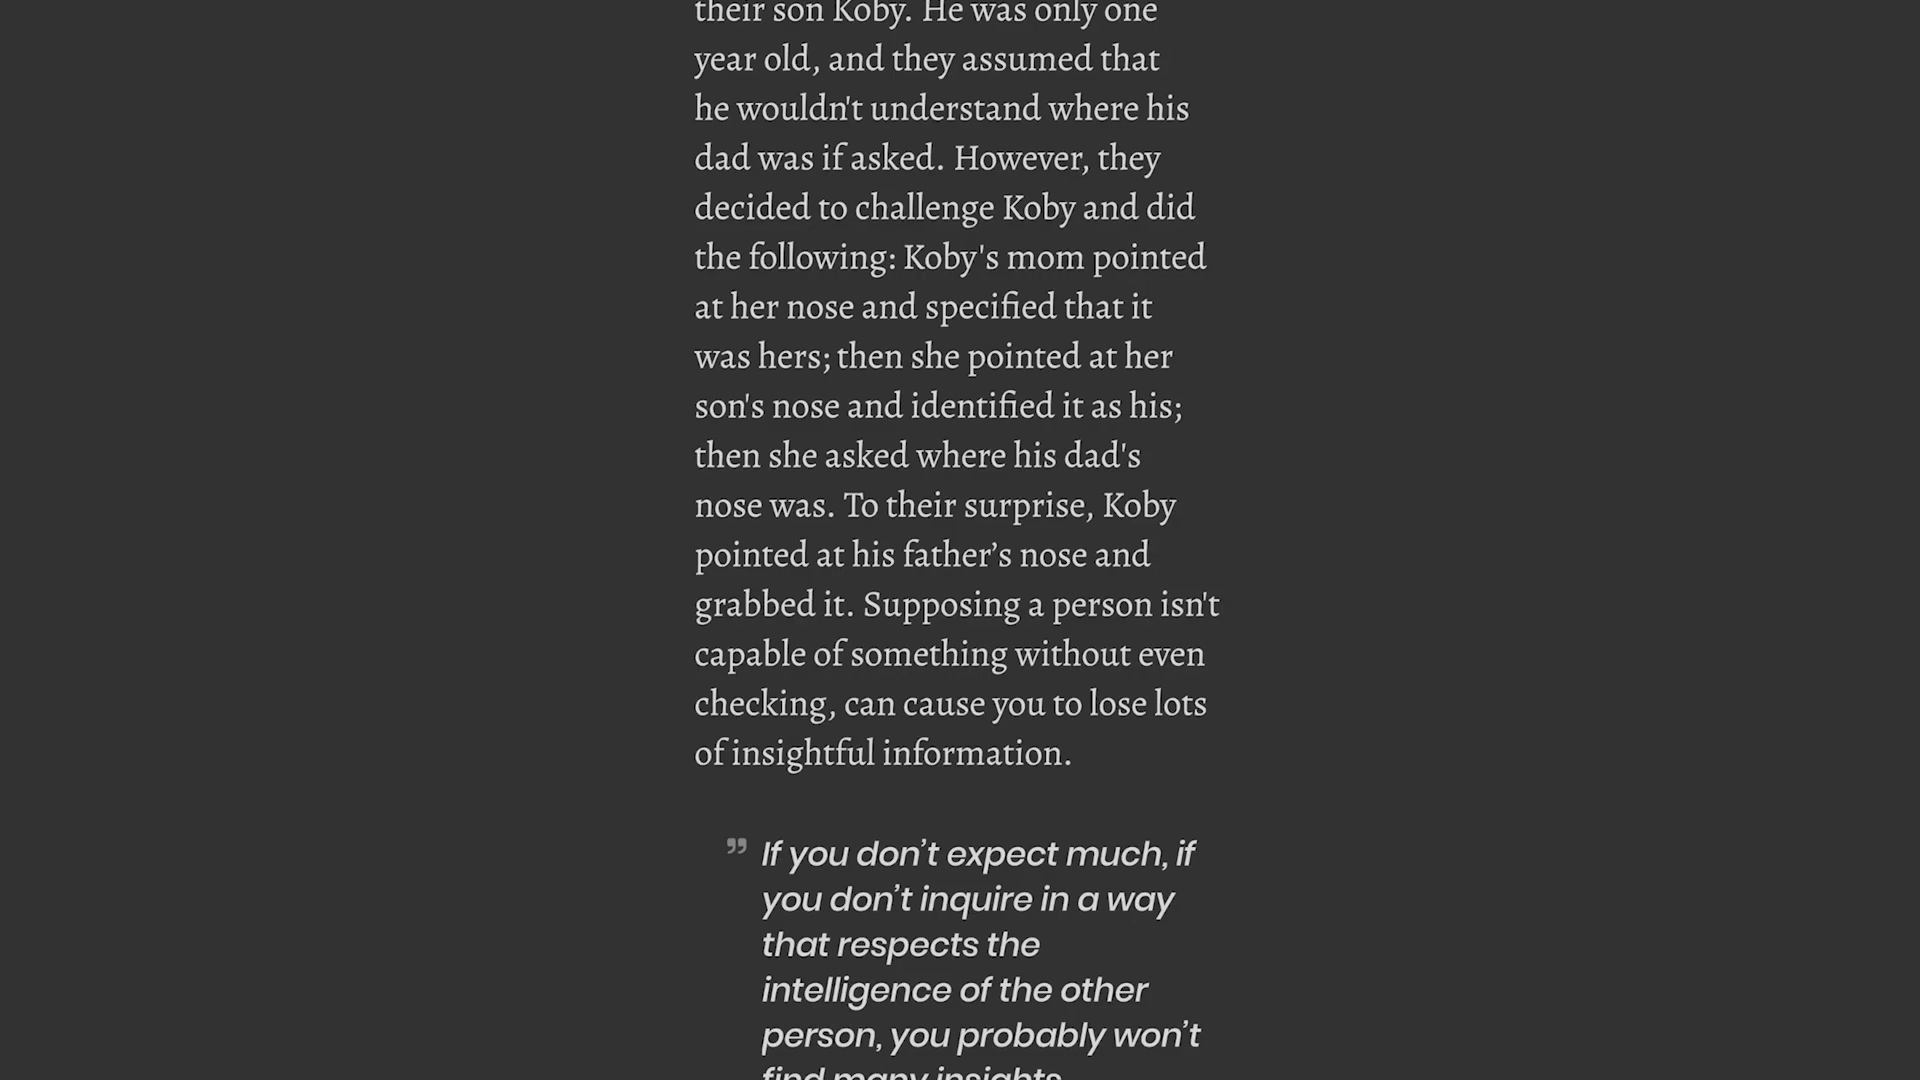 their son Koby. He was only one
year old, and they assumed that
he wouldn't understand where his
dad was if asked. However, they
decided to challenge Koby and did
the following: Koby's mom pointed
at her nose and specified that it
was hers; then she pointed at her
son's nose and identified it as his;
then she asked where his dad's
nose was. To their surprise, Koby
pointed at his father’s nose and
grabbed it. Supposing a person isn't
capable of something without even
checking, can cause you to lose lots
of insightful information.
” If you don’t expect much, if
you don’t inquire in a way
that respects the
intelligence of the other
person, you probably won’t
find many insights